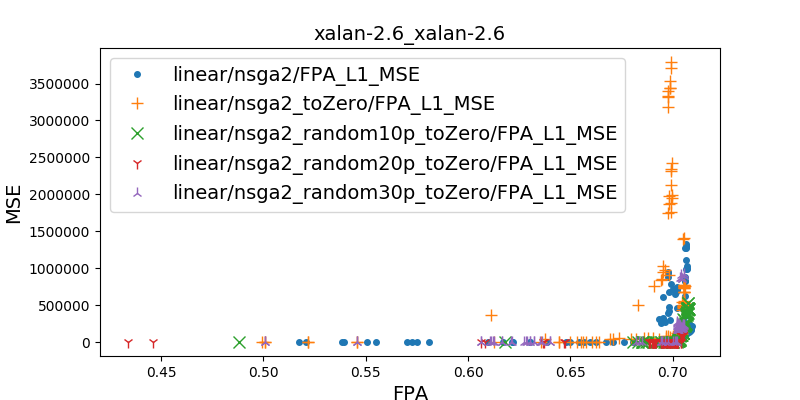 xalan-2.6_xalan-2.6
linear/nsga2/FPA_L1_MSE
linear/nsga2_toZero/FPA_L1_MSE
linear/nsga2_random10p_toZero/FPA_L1_MSE
linear/nsga2_random20p_toZero/FPA_L1_MSE
linear/nsga2_random30p_toZero/FPA_L1_MSE
MSE
3500000
3000000
2500000
2000000
1500000
1000000
500000
0
0.45 0.50 0.55 0.60 0.65 0.70
FPA